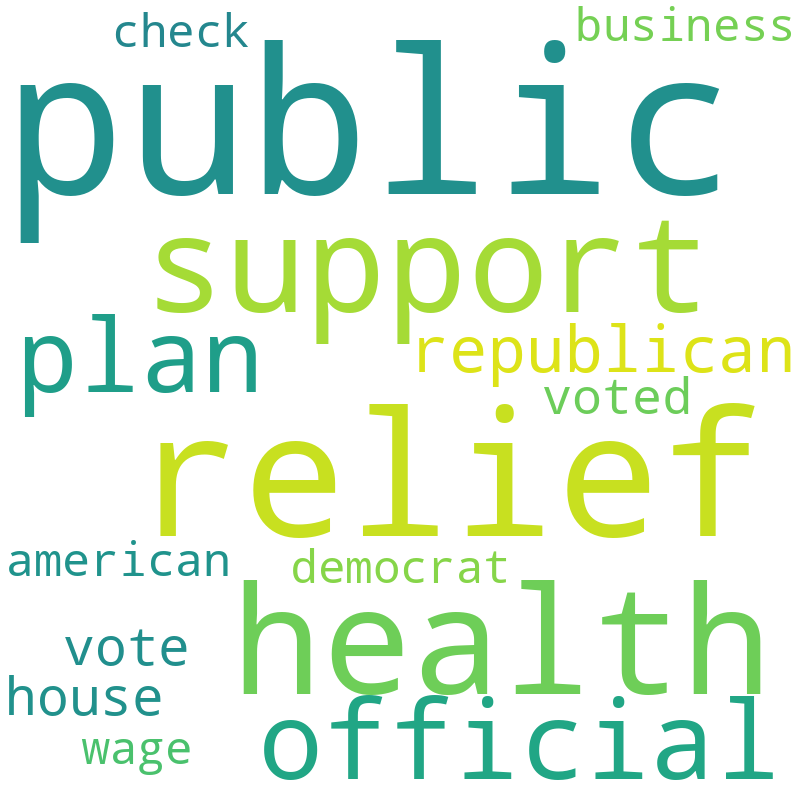 check business
public
support
plan republican
voted
relief
american democrat
health
vote
house
official
wage